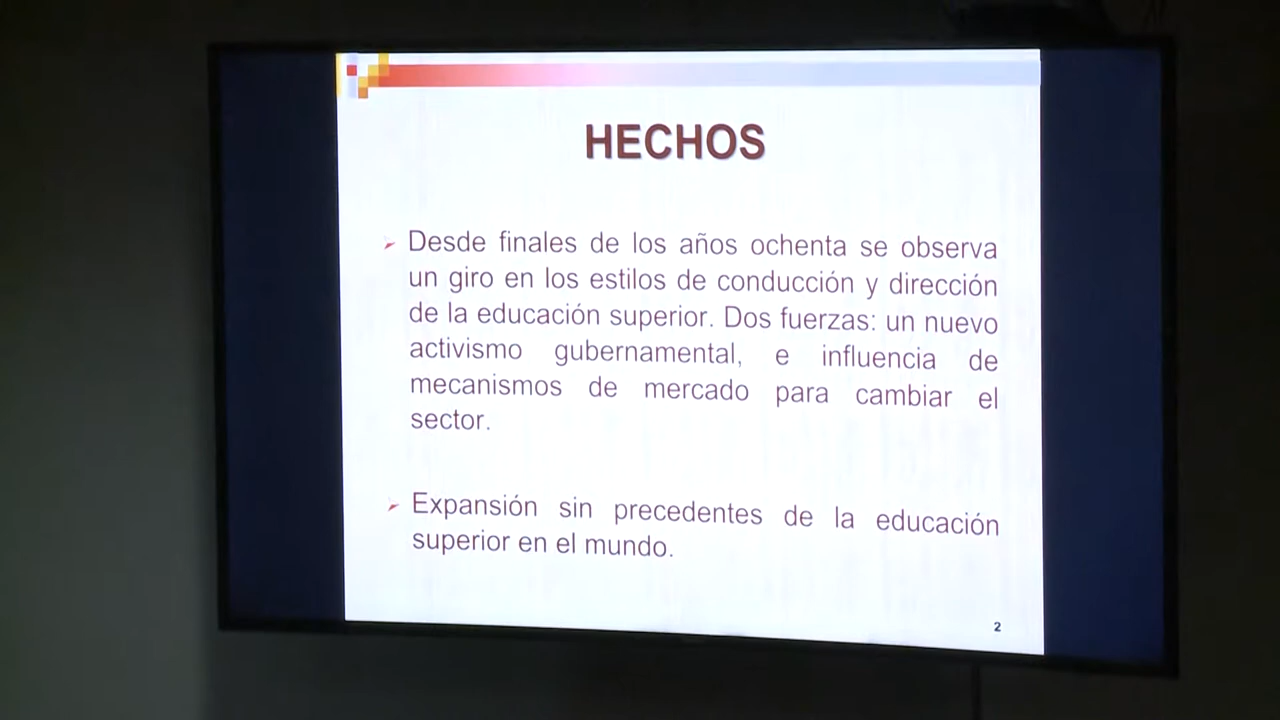 HECHOS
Desde finales de los años ochenta se observa
un giro en los estilos de conducción y dirección
de la educación superior. Dos fuerzas: un nuevo
activismo gubernamental, e influencia de
mecanismos de mercado para cambiar el
sector.
Expansión sin precedentes de la educación
superior en el mundo.
2